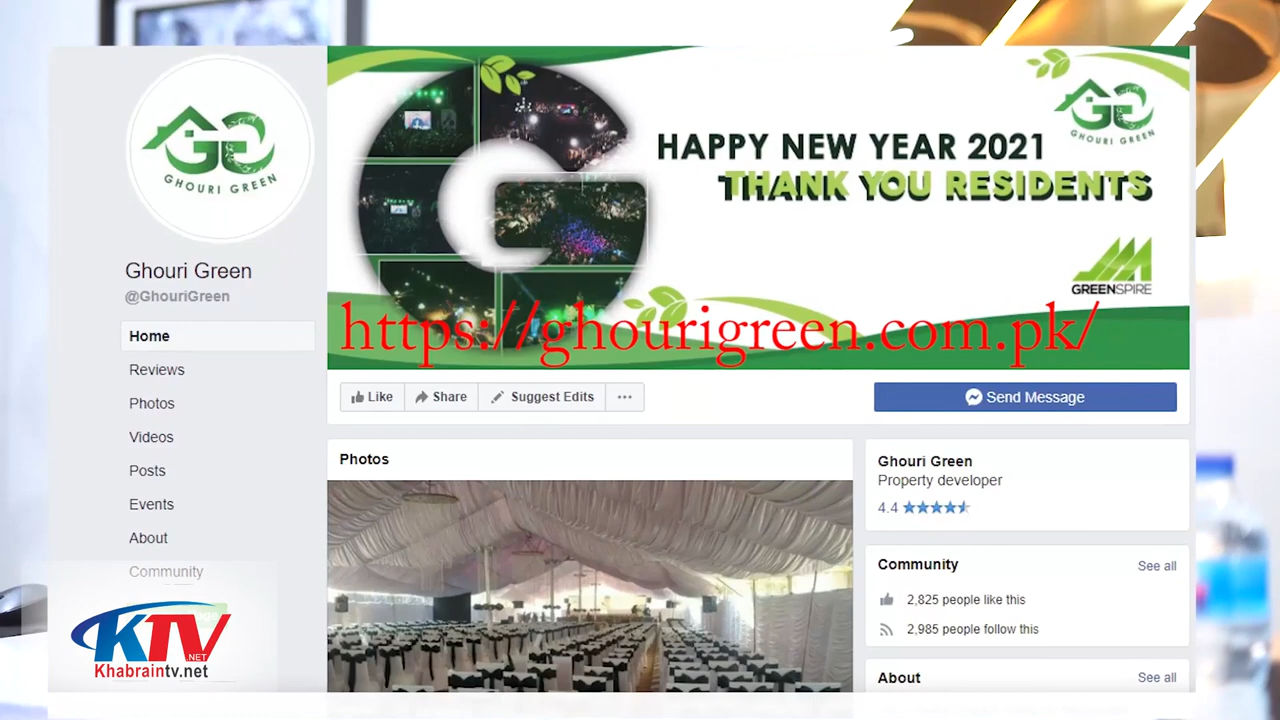 GHOURI GREEN
Ghouri Green
@GhouriGreen
Home
Reviews
Photos
Videos
Posts
Events
About
Community
HAPPY NEW YEAR 2021
THANK YOU RESIDENTS
GHOURI GREEN
GREENSPIRE
https://ghourigreen.com.pk/
Like
Share
Suggest Edits
Send Message
Photos
Ghouri Green
Property developer
4.4
Community
See all
2,825 people like this
2,985 people follow this
About
See all
KTV
.NET
Khabraintv.net